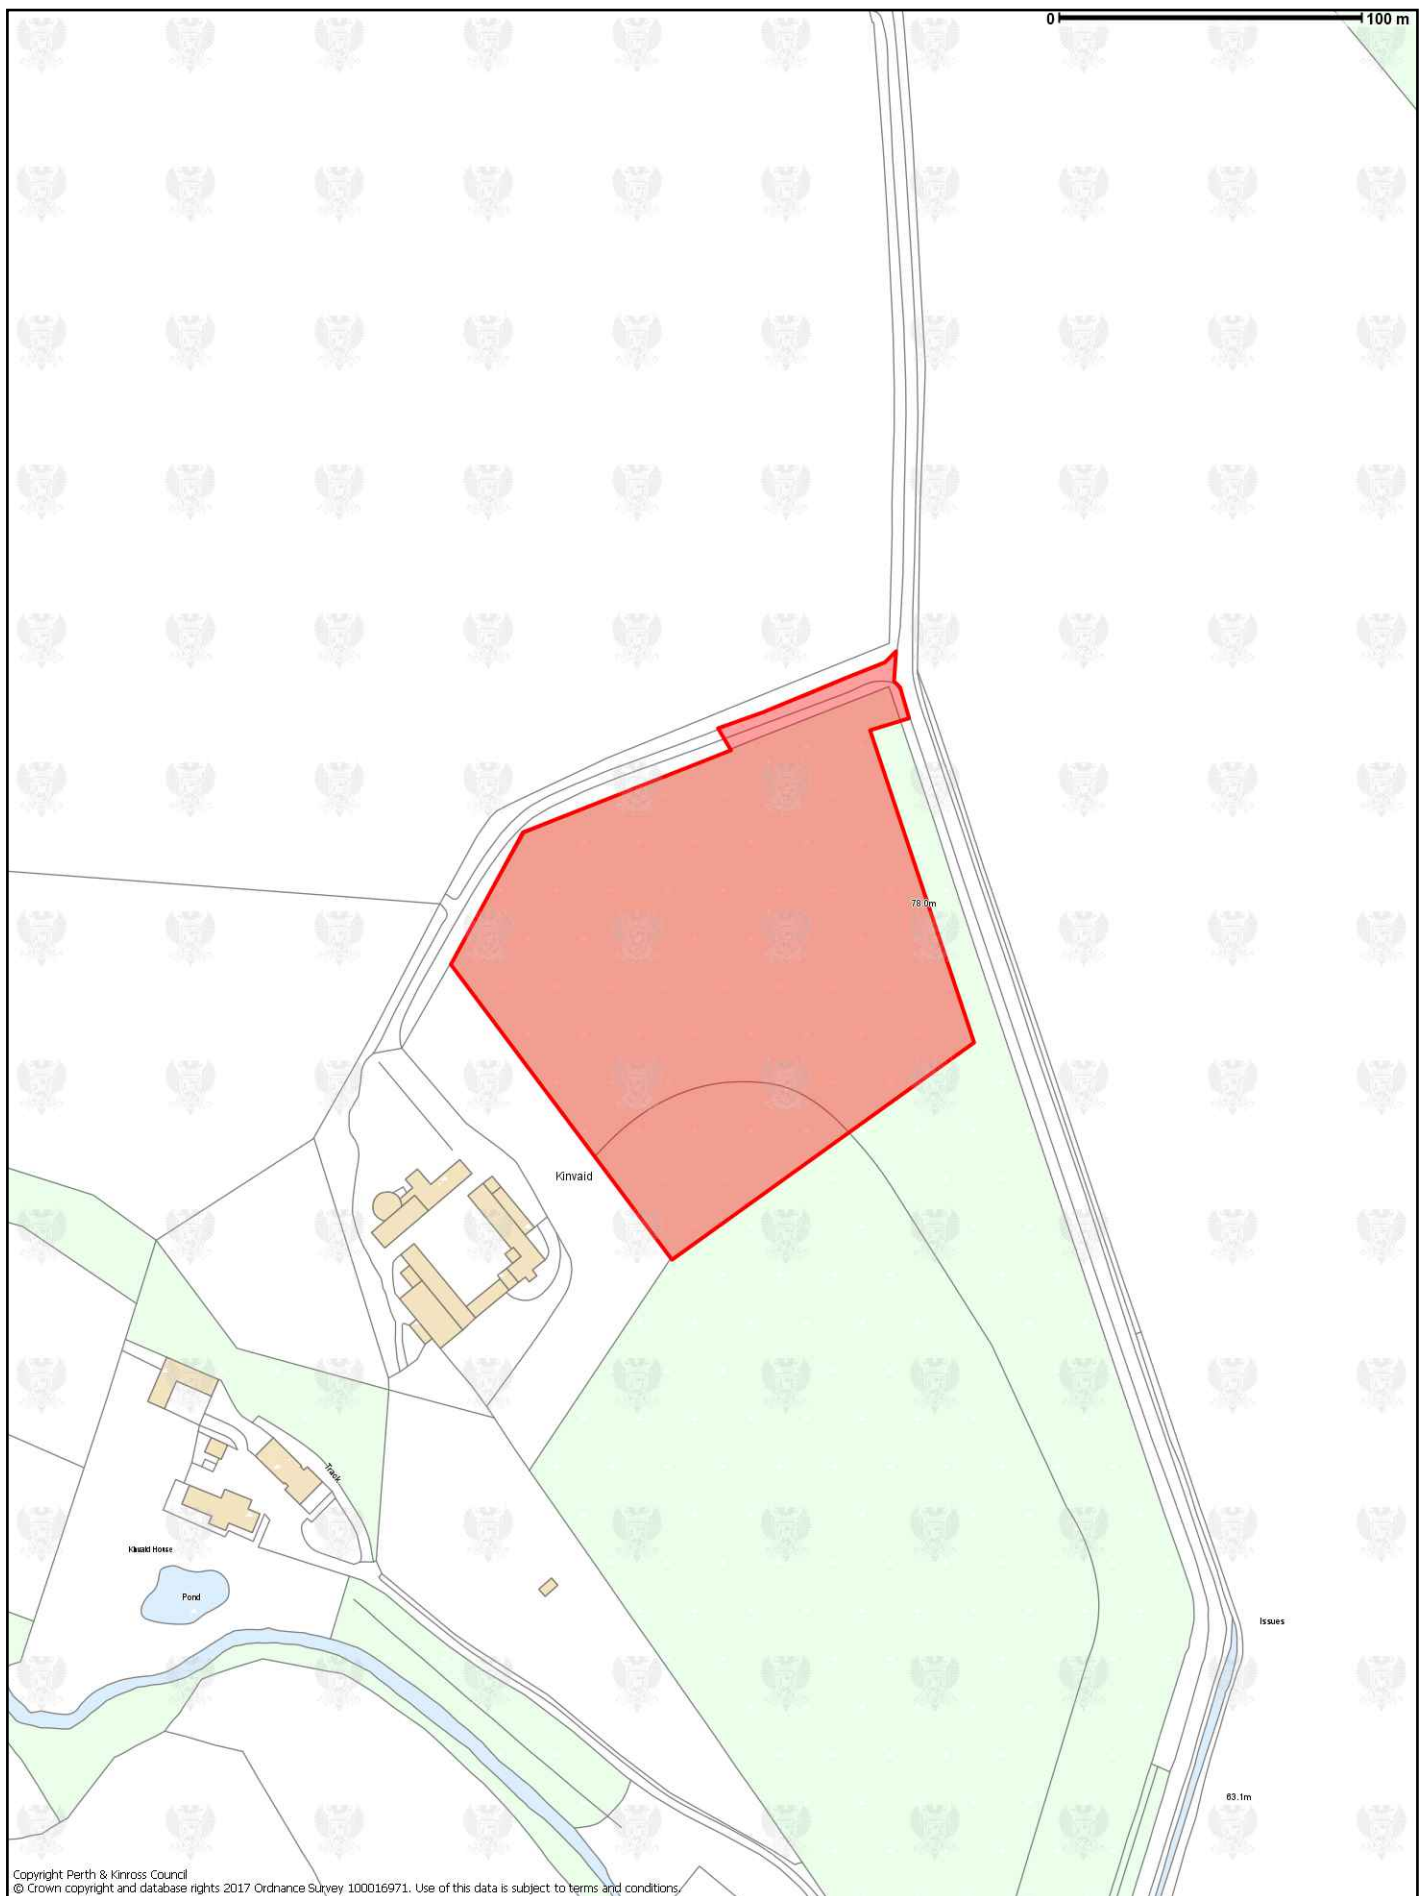 0 100 m
78.0m
Kinvaid
Track
Kinvaid House
Pond
Issues
63.1m
Copyright Perth & Kinross Council
© Crown copyright and database rights 2017 Ordnance Survey 100016971. Use of this data is subject to terms and conditions.